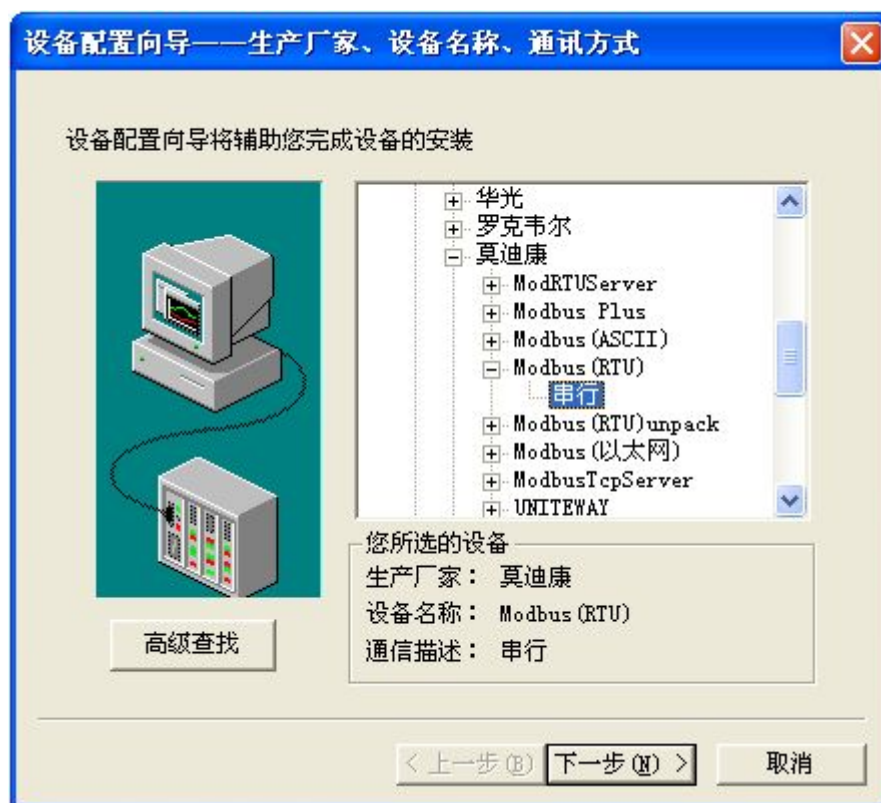 设备配置向导——生产厂家、设备名称、通讯方式
设备配置向导将辅助您完成设备的安装
华光
罗克韦尔
莫迪康
ModRTUServer
Modbus Plus
Modbus(ASCII)
Modbus(RTU)
串行
Modbus(RTU)unpack
Modbus(以太网)
ModbusTcpServer
UNITEWAY
您所选的设备
生产厂家： 莫迪康
设备名称： Modbus(RTU)
通信描述： 串行
高级查找
< 上一步(B)
下一步(N) >
取消